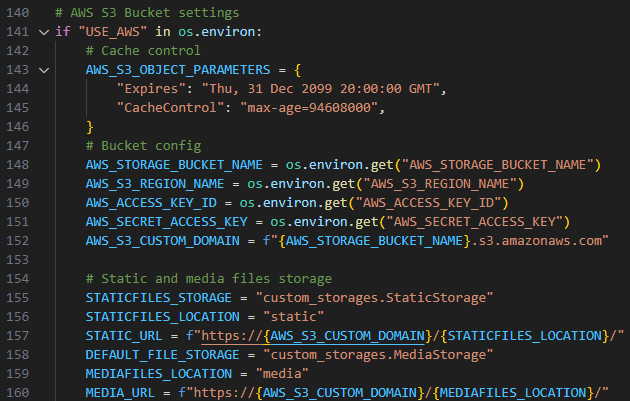 140 # AWS S3 Bucket settings
141 if "USE_AWS" in os.environ:
142     # Cache control
143     AWS_S3_OBJECT_PARAMETERS = {
144         "Expires": "Thu, 31 Dec 2099 20:00:00 GMT",
145         "CacheControl": "max-age=94608000",
146     }
147     # Bucket config
148     AWS_STORAGE_BUCKET_NAME = os.environ.get("AWS_STORAGE_BUCKET_NAME")
149     AWS_S3_REGION_NAME = os.environ.get("AWS_S3_REGION_NAME")
150     AWS_ACCESS_KEY_ID = os.environ.get("AWS_ACCESS_KEY_ID")
151     AWS_SECRET_ACCESS_KEY = os.environ.get("AWS_SECRET_ACCESS_KEY")
152     AWS_S3_CUSTOM_DOMAIN = f"{AWS_STORAGE_BUCKET_NAME}.s3.amazonaws.com"
153
154     # Static and media files storage
155     STATICFILES_STORAGE = "custom_storages.StaticStorage"
156     STATICFILES_LOCATION = "static"
157     STATIC_URL = f"https://{AWS_S3_CUSTOM_DOMAIN}/{STATICFILES_LOCATION}/"
158     DEFAULT_FILE_STORAGE = "custom_storages.MediaStorage"
159     MEDIAFILES_LOCATION = "media"
160     MEDIA_URL = f"https://{AWS_S3_CUSTOM_DOMAIN}/{MEDIAFILES_LOCATION}/"